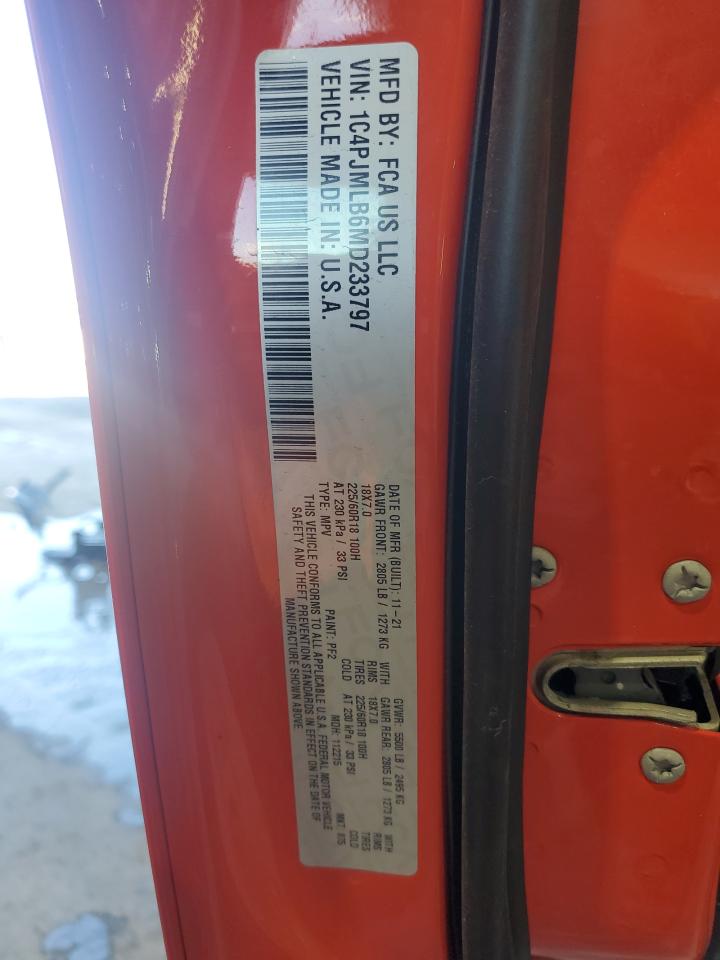 MFD BY: FCA US LLC
VIN: 1C4PJMLB6MD233797
VEHICLE MADE IN: U.S.A.
DATE OF MFR (BUILT): 11-21 GVWR: 5500 LB / 2495 KG
GAWR FRONT: 2805 LB / 1273 KG WITH GAWR REAR: 2805 LB / 1273 KG WITH
18X7.0 RIMS 18X7.0 RIMS
225/60R18 100H TIRES 225/60R18 100H TIRES
AT 230 kPa / 33 PSI COLD AT 230 kPa / 33 PSI COLD
TYPE: MPV PAINT: PF2 MDH: 112215 MKT: 875
THIS VEHICLE CONFORMS TO ALL APPLICABLE U.S.A. FEDERAL MOTOR VEHICLE
SAFETY AND THEFT PREVENTION STANDARDS IN EFFECT ON THE DATE OF
MANUFACTURE SHOWN ABOVE.